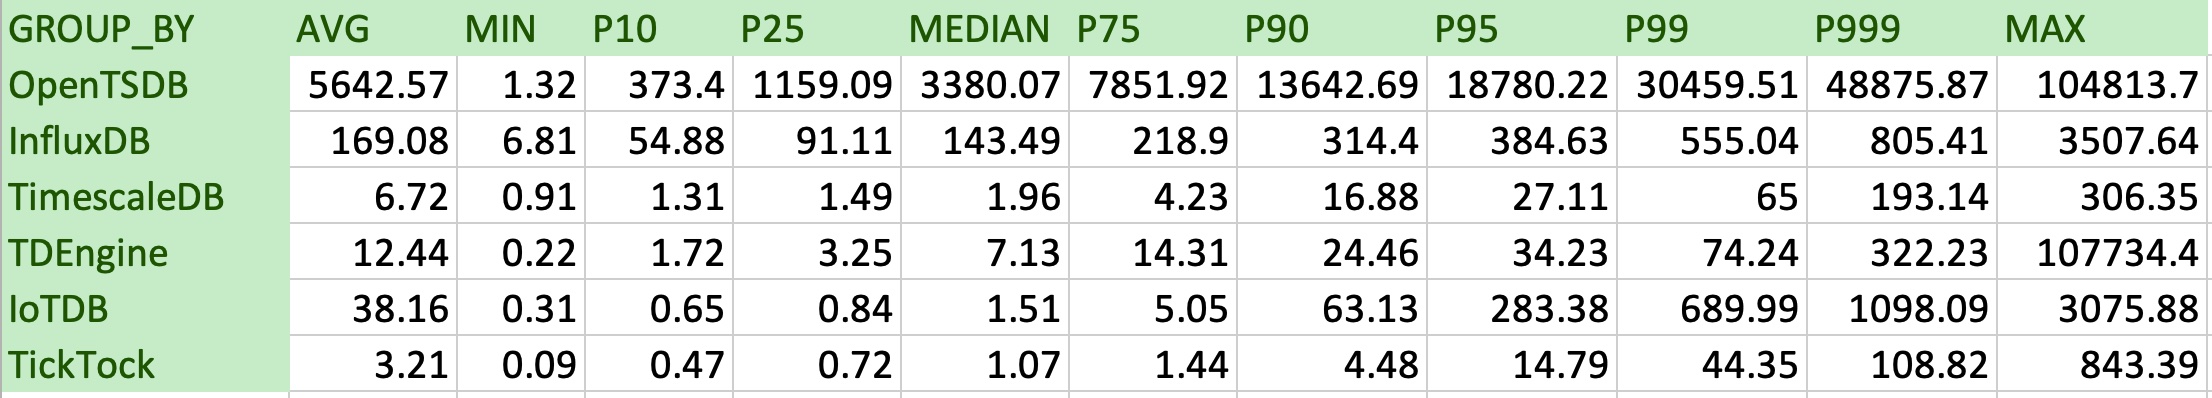 GROUP_BY AVG MIN P10 P25 MEDIAN P75 P90 P95 P99 P999 MAX
OpenTSDB 5642.57 1.32 373.4 1159.09 3380.07 7851.92 13642.69 18780.22 30459.51 48875.87 104813.7
InfluxDB 169.08 6.81 54.88 91.11 143.49 218.9 314.4 384.63 555.04 805.41 3507.64
TimescaleDB 6.72 0.91 1.31 1.49 1.96 4.23 16.88 27.11 65 193.14 306.35
TDEngine 12.44 0.22 1.72 3.25 7.13 14.31 24.46 34.23 74.24 322.23 107734.4
IoTDB 38.16 0.31 0.65 0.84 1.51 5.05 63.13 283.38 689.99 1098.09 3075.88
TickTock 3.21 0.09 0.47 0.72 1.07 1.44 4.48 14.79 44.35 108.82 843.39